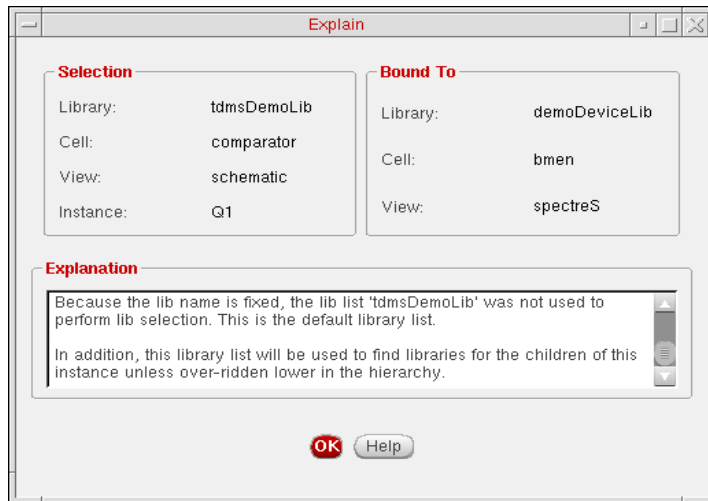 Explain
Selection
Library: tdmsDemoLib
Cell: comparator
View: schematic
Instance: Q1
Bound To
Library: demoDeviceLib
Cell: bmen
View: spectreS
Explanation
Because the lib name is fixed, the lib list 'tdmsDemoLib' was not used to
perform lib selection. This is the default library list.
In addition, this library list will be used to find libraries for the children of this
instance unless over-ridden lower in the hierarchy.
OK Help